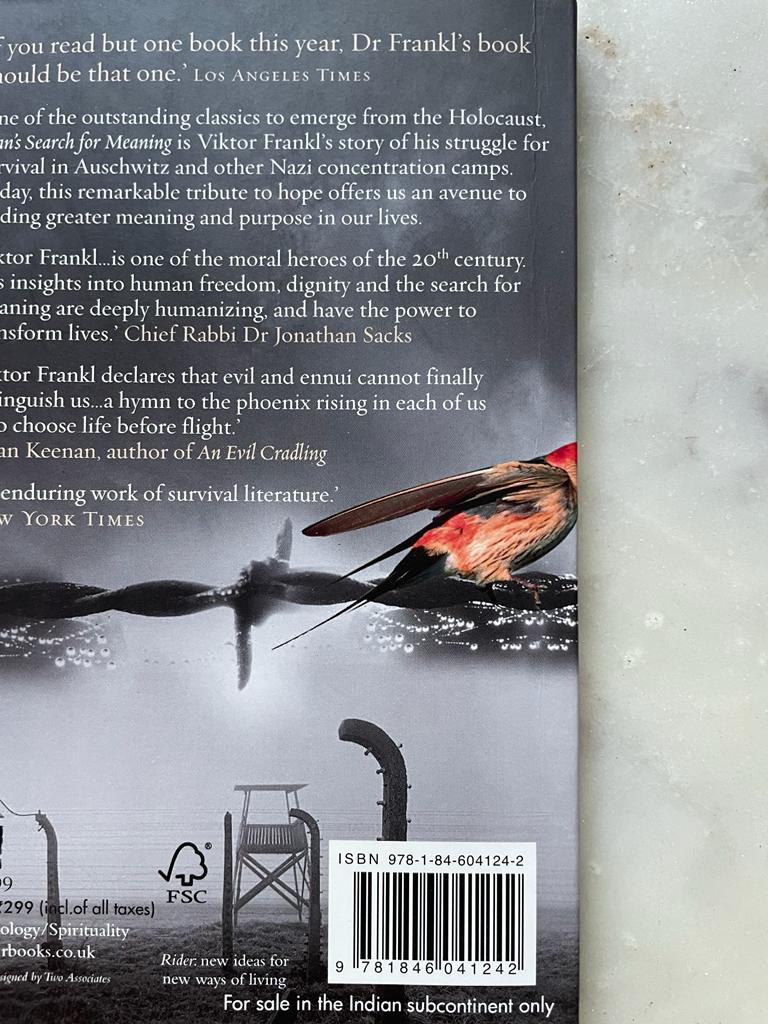 f you read but one book this year, Dr Frankl's book
hould be that one.' LOS ANGELES TIMES
ne of the outstanding classics to emerge from the Holocaust,
an's Search for Meaning is Viktor Frankl's story of his struggle for
rvival in Auschwitz and other Nazi concentration camps.
day, this remarkable tribute to hope offers us an avenue to
ding greater meaning and purpose in our lives.
ktor Frankl...is one of the moral heroes of the 20th century.
s insights into human freedom, dignity and the search for
aning are deeply humanizing, and have the power to
nsform lives.' Chief Rabbi Dr Jonathan Sacks
ktor Frankl declares that evil and ennui cannot finally
inguish us...a hymn to the phoenix rising in each of us
o choose life before flight.'
an Keenan, author of An Evil Cradling
enduring work of survival literature.'
W YORK TIMES
99
₹299 (incl.of all taxes)
ology/Spirituality
rbooks.co.uk
signed by Two Associates
® FSC
Rider: new ideas for
new ways of living
ISBN 978-1-84-604124-2
9 781846 041242
For sale in the Indian subcontinent only